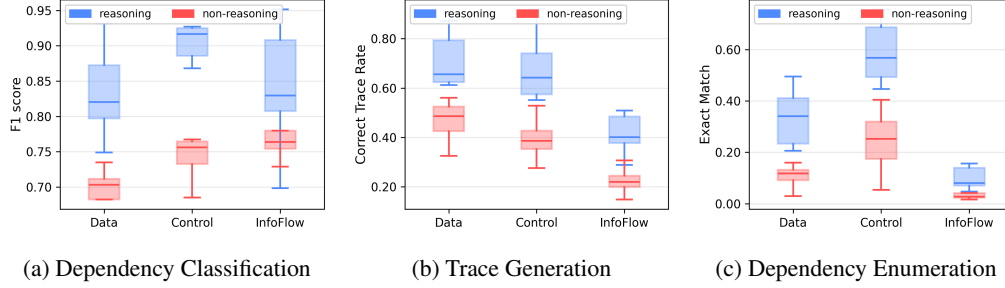 reasoning non-reasoning
F1 score
0.95
0.90
0.85
0.80
0.75
0.70
Data Control InfoFlow
(a) Dependency Classification
reasoning non-reasoning
Correct Trace Rate
0.80
0.60
0.40
0.20
Data Control InfoFlow
(b) Trace Generation
reasoning non-reasoning
Exact Match
0.60
0.40
0.20
0.00
Data Control InfoFlow
(c) Dependency Enumeration